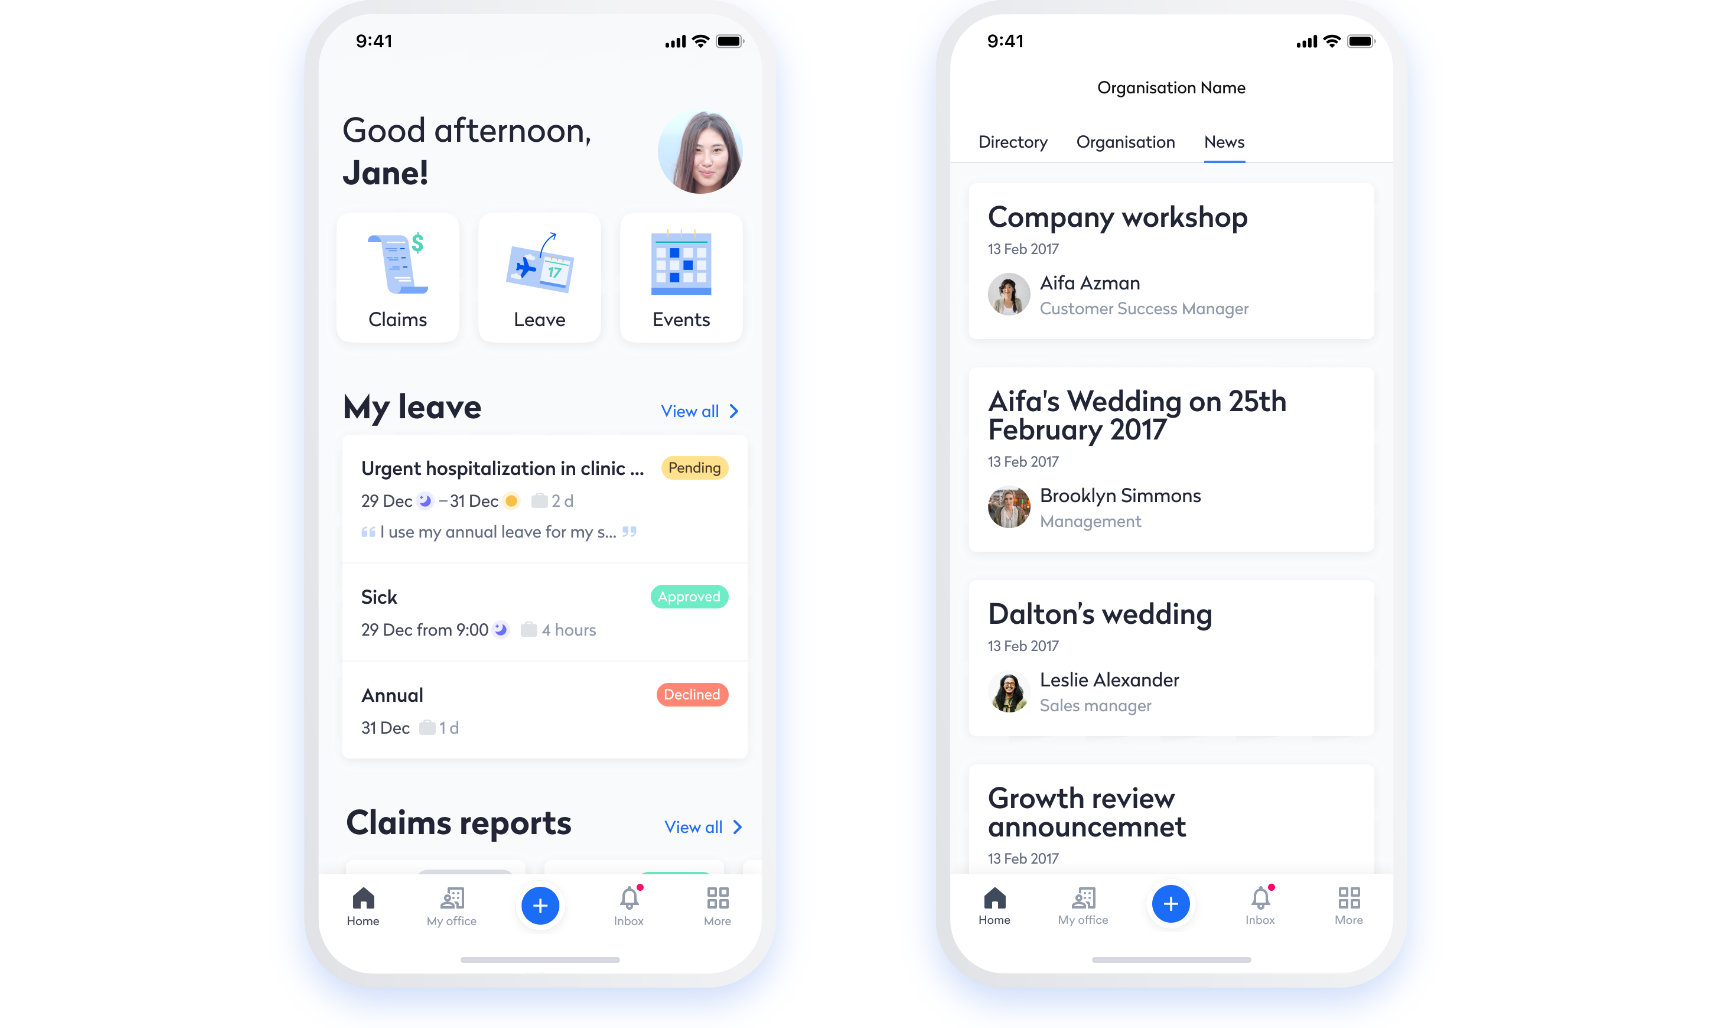 9:41
Good afternoon,
Jane!
$
17
Claims
Leave
Events
My leave
View all
Urgent hospitalization in clinic ...
Pending
29 Dec – 31 Dec 2 d
“ I use my annual leave for my s... ”
Sick
Approved
29 Dec from 9:00 4 hours
Annual
Declined
31 Dec 1 d
Claims reports
View all
Home
My office
Inbox
More
9:41
Organisation Name
Directory
Organisation
News
Company workshop
13 Feb 2017
Aifa Azman
Customer Success Manager
Aifa's Wedding on 25th
February 2017
13 Feb 2017
Brooklyn Simmons
Management
Dalton’s wedding
13 Feb 2017
Leslie Alexander
Sales manager
Growth review
announcemnet
13 Feb 2017
Home
My office
Inbox
More